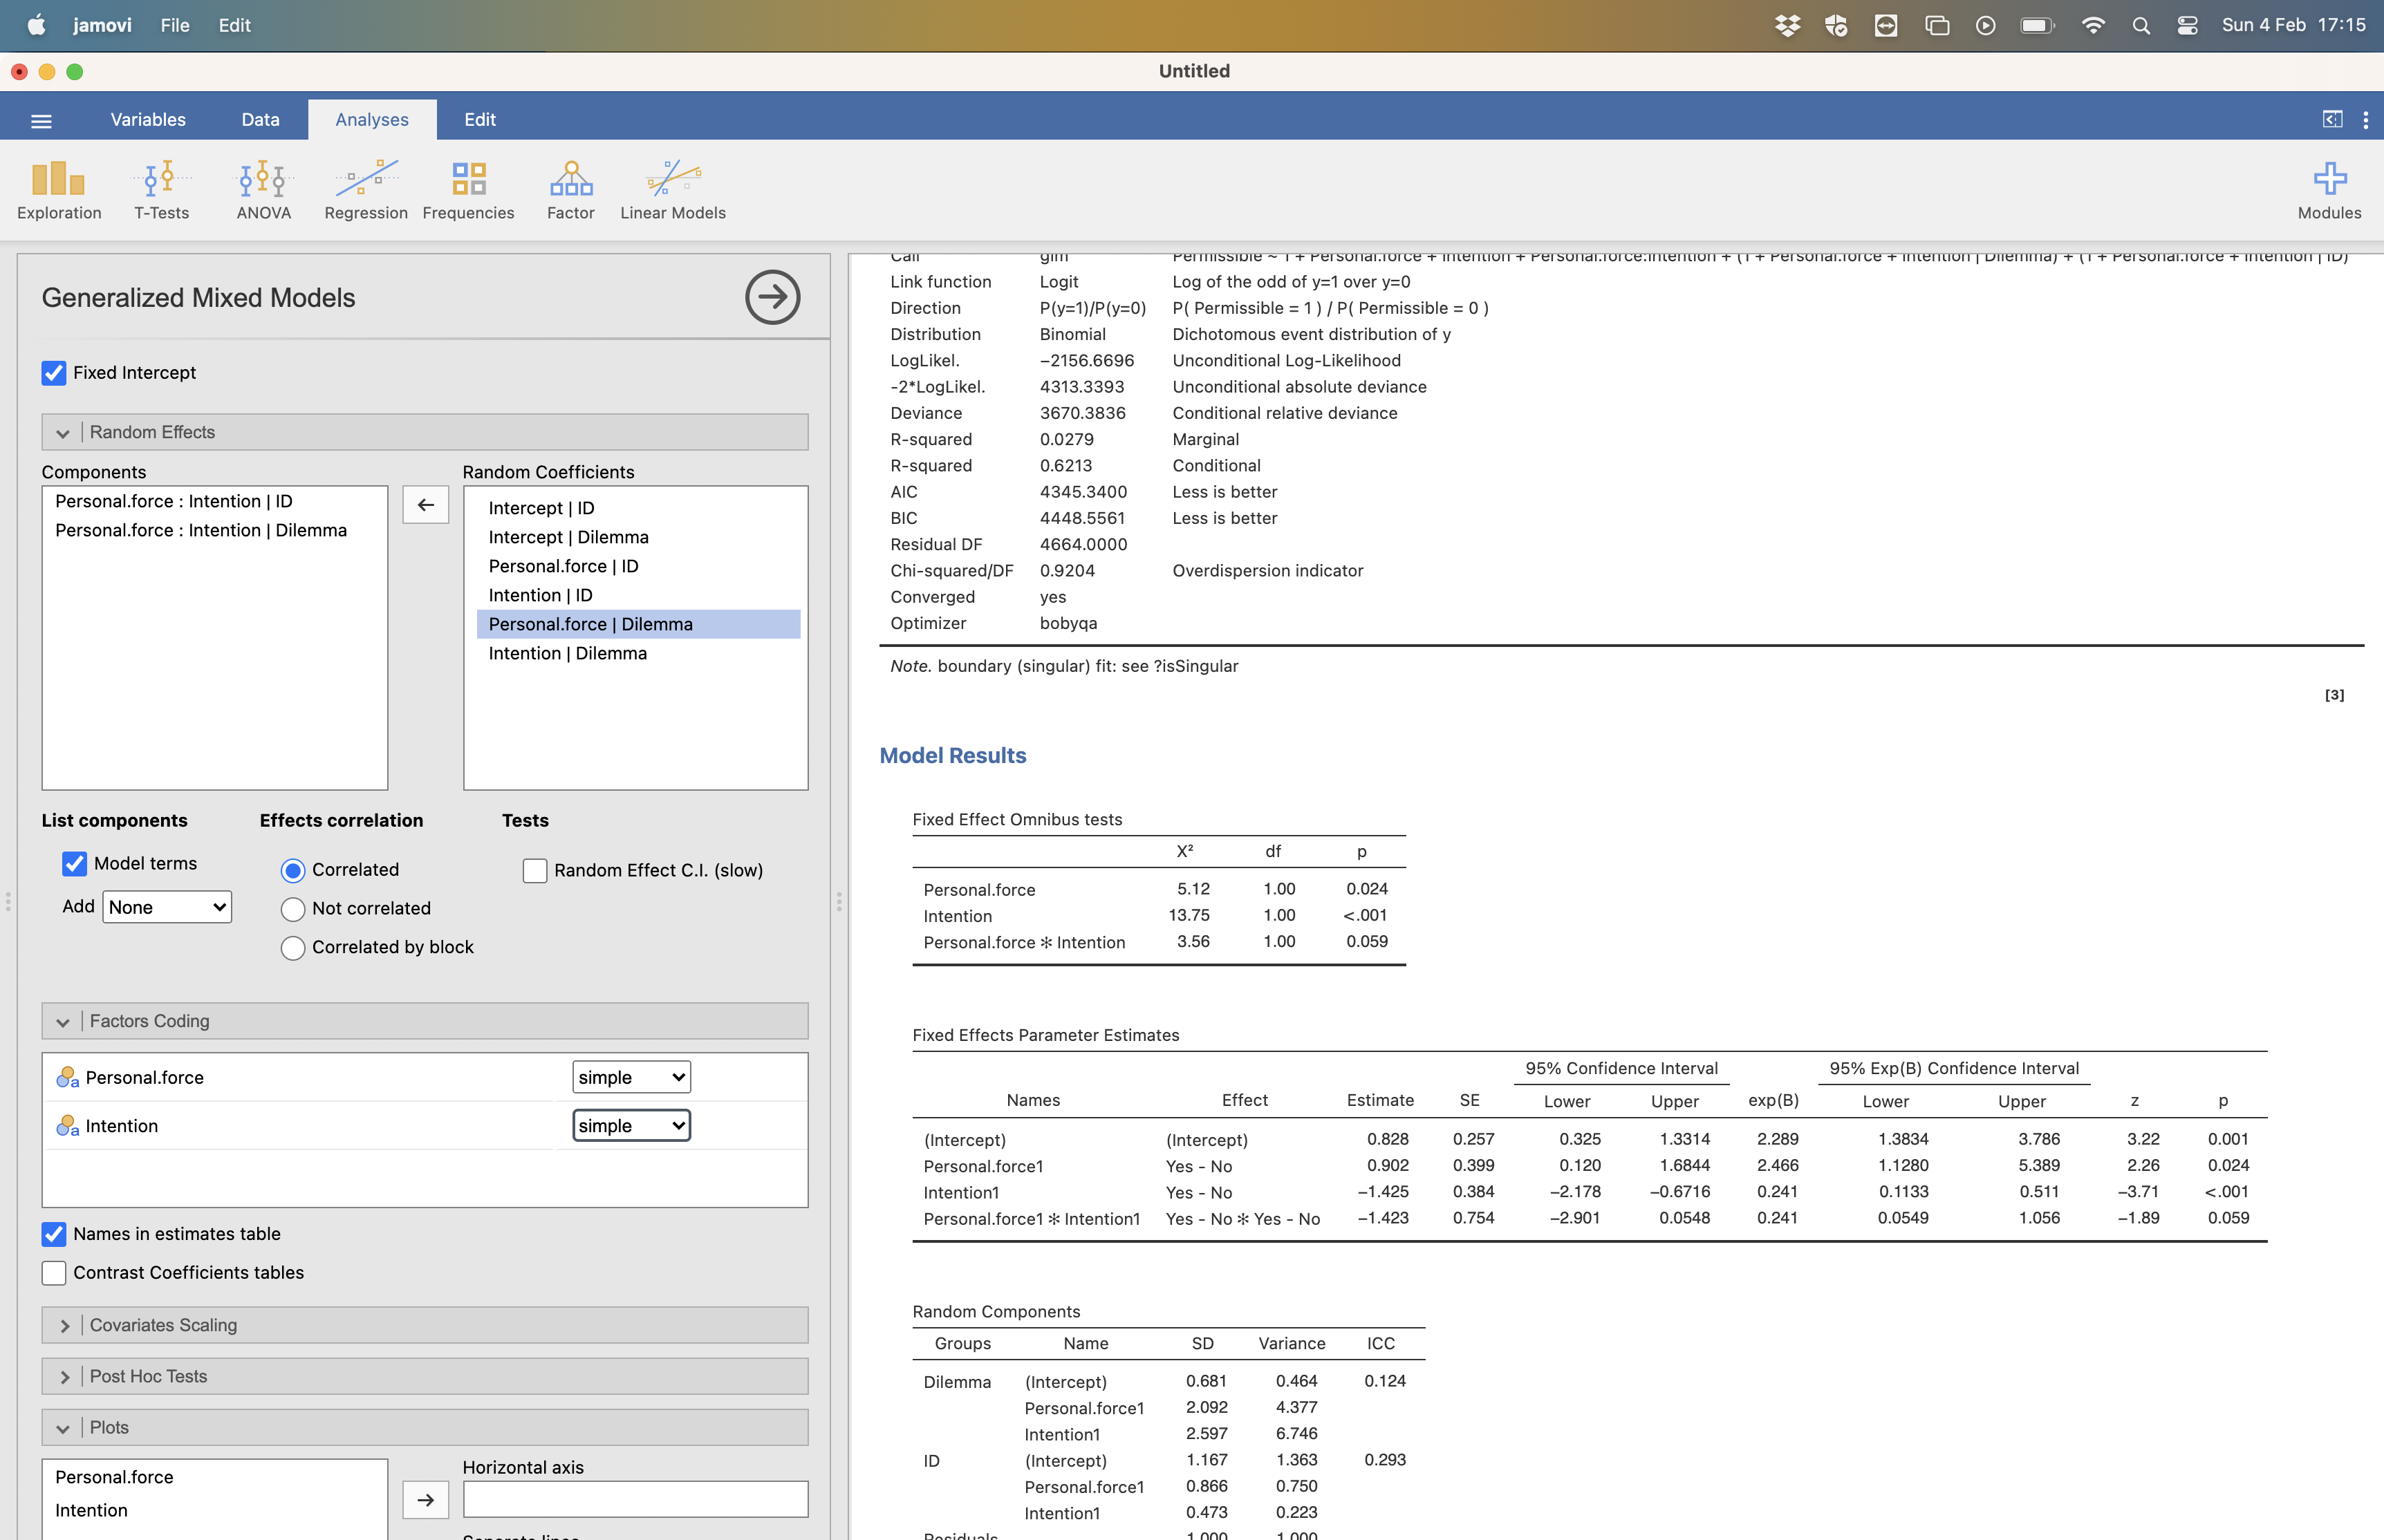 jamovi File Edit Sun 4 Feb 17:15
Untitled
Variables Data Analyses Edit
Exploration T-Tests ANOVA Regression Frequencies Factor Linear Models Modules
Generalized Mixed Models
Fixed Intercept
Random Effects
Components Random Coefficients
Personal.force : Intention | ID
Personal.force : Intention | Dilemma
Intercept | ID
Intercept | Dilemma
Personal.force | ID
Intention | ID
Personal.force | Dilemma
Intention | Dilemma
List components Effects correlation Tests
Model terms Correlated Random Effect C.I. (slow)
Add None Not correlated
Correlated by block
Factors Coding
Personal.force simple
Intention simple
Names in estimates table
Contrast Coefficients tables
Covariates Scaling
Post Hoc Tests
Plots
Personal.force
Intention
Horizontal axis
Separate lines
Call glm Permissible ~ 1 + Personal.force + Intention + Personal.force:Intention + (1 + Personal.force + Intention | Dilemma) + (1 + Personal.force + Intention | ID)
Link function Logit Log of the odd of y=1 over y=0
Direction P(y=1)/P(y=0) P( Permissible = 1 ) / P( Permissible = 0 )
Distribution Binomial Dichotomous event distribution of y
LogLikel. −2156.6696 Unconditional Log-Likelihood
-2*LogLikel. 4313.3393 Unconditional absolute deviance
Deviance 3670.3836 Conditional relative deviance
R-squared 0.0279 Marginal
R-squared 0.6213 Conditional
AIC 4345.3400 Less is better
BIC 4448.5561 Less is better
Residual DF 4664.0000
Chi-squared/DF 0.9204 Overdispersion indicator
Converged yes
Optimizer bobyqa
Note. boundary (singular) fit: see ?isSingular
[3]
Model Results
Fixed Effect Omnibus tests
X² df p
Personal.force 5.12 1.00 0.024
Intention 13.75 1.00 <.001
Personal.force ✻ Intention 3.56 1.00 0.059
Fixed Effects Parameter Estimates
95% Confidence Interval 95% Exp(B) Confidence Interval
Names Effect Estimate SE Lower Upper exp(B) Lower Upper z p
(Intercept) (Intercept) 0.828 0.257 0.325 1.3314 2.289 1.3834 3.786 3.22 0.001
Personal.force1 Yes - No 0.902 0.399 0.120 1.6844 2.466 1.1280 5.389 2.26 0.024
Intention1 Yes - No −1.425 0.384 −2.178 −0.6716 0.241 0.1133 0.511 −3.71 <.001
Personal.force1 ✻ Intention1 Yes - No ✻ Yes - No −1.423 0.754 −2.901 0.0548 0.241 0.0549 1.056 −1.89 0.059
Random Components
Groups Name SD Variance ICC
Dilemma (Intercept) 0.681 0.464 0.124
Personal.force1 2.092 4.377
Intention1 2.597 6.746
ID (Intercept) 1.167 1.363 0.293
Personal.force1 0.866 0.750
Intention1 0.473 0.223
Residuals 1.000 1.000